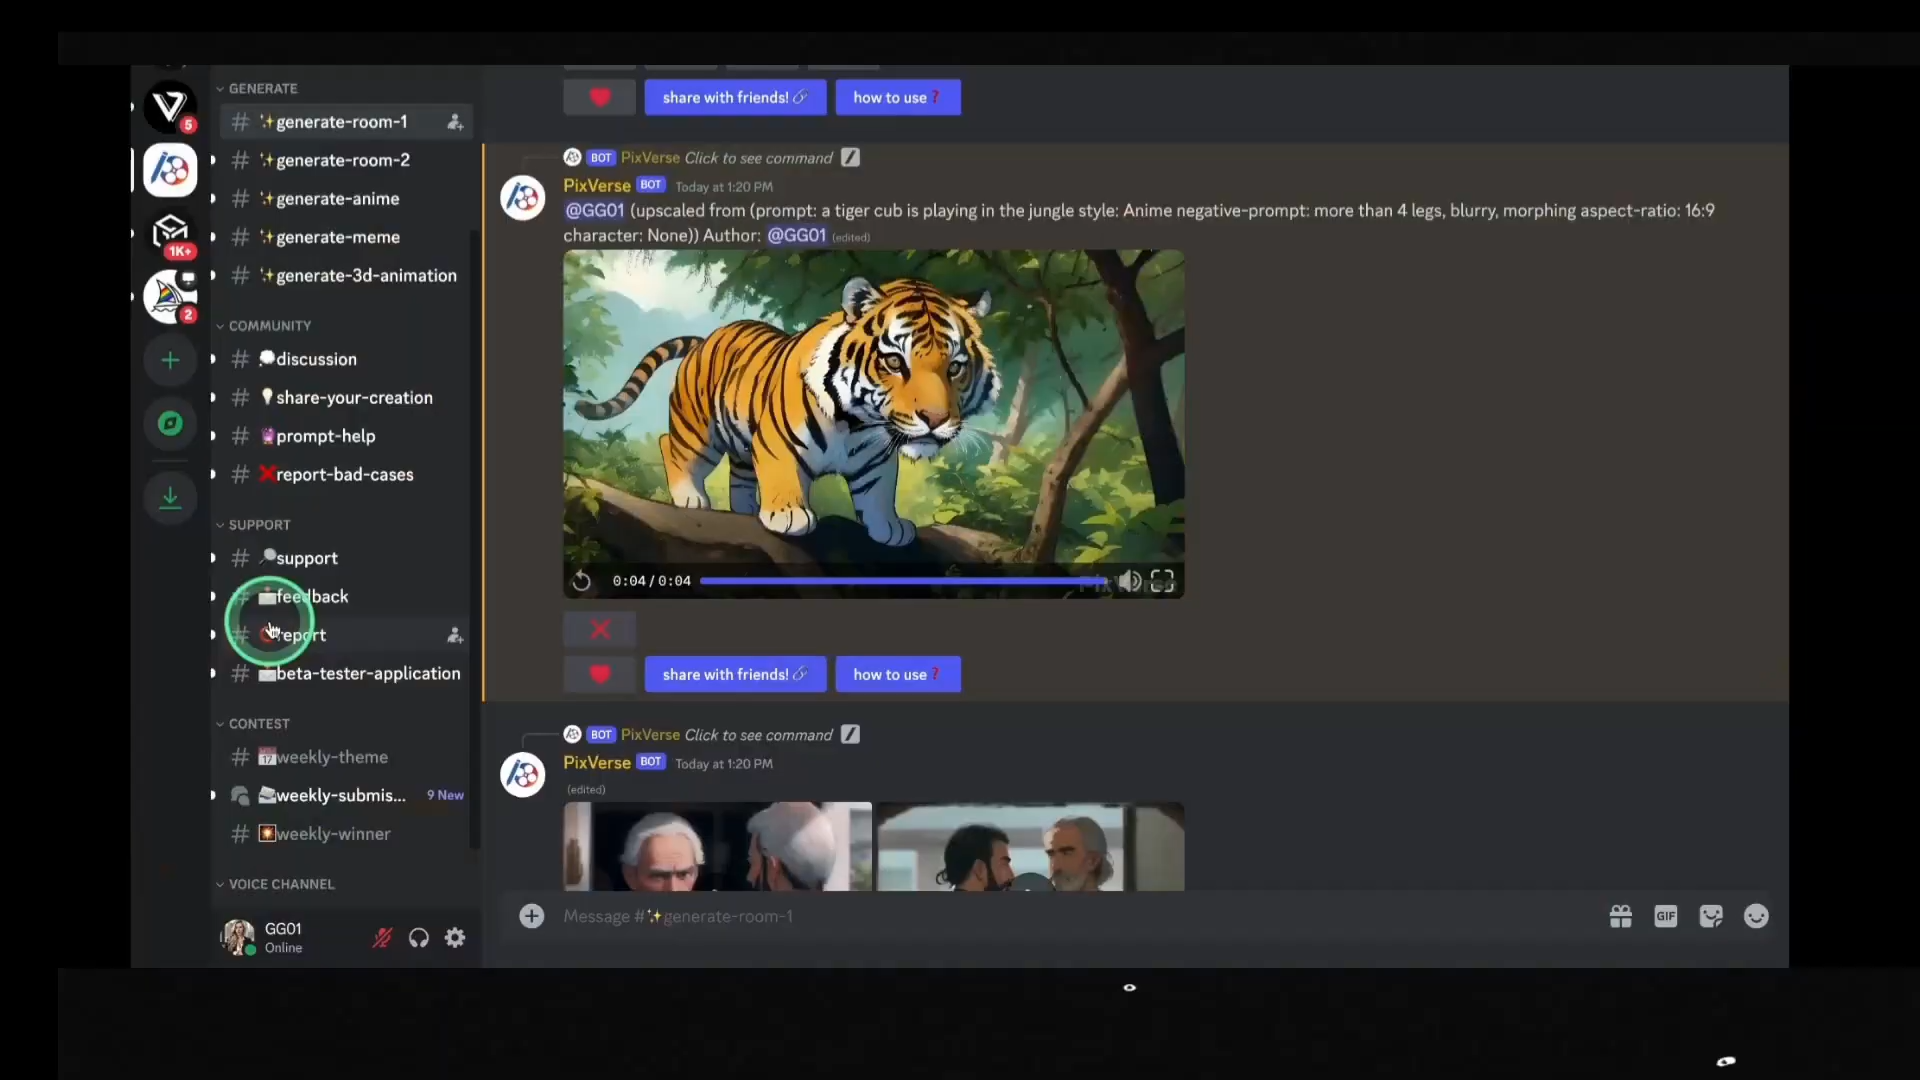 GENERATE
# ✨generate-room-1
# ✨generate-room-2
# ✨generate-anime
# ✨generate-meme
# ✨generate-3d-animation
COMMUNITY
# 💭discussion
# 💡share-your-creation
# 🔮prompt-help
# ❌report-bad-cases
SUPPORT
# 🔎support
# 📩feedback
# report
# 📩beta-tester-application
CONTEST
# 📅weekly-theme
weekly-submis... 9 New
# 🎇weekly-winner
VOICE CHANNEL
GG01
Online
5
1K+
2
share with friends!🔗 how to use❓
BOT PixVerse Click to see command /
PixVerse BOT Today at 1:20 PM
@GG01 (upscaled from (prompt: a tiger cub is playing in the jungle style: Anime negative-prompt: more than 4 legs, blurry, morphing aspect-ratio: 16:9
character: None)) Author: @GG01 (edited)
0:04/0:04
share with friends!🔗 how to use❓
BOT PixVerse Click to see command /
PixVerse BOT Today at 1:20 PM
(edited)
Message #✨generate-room-1
GIF